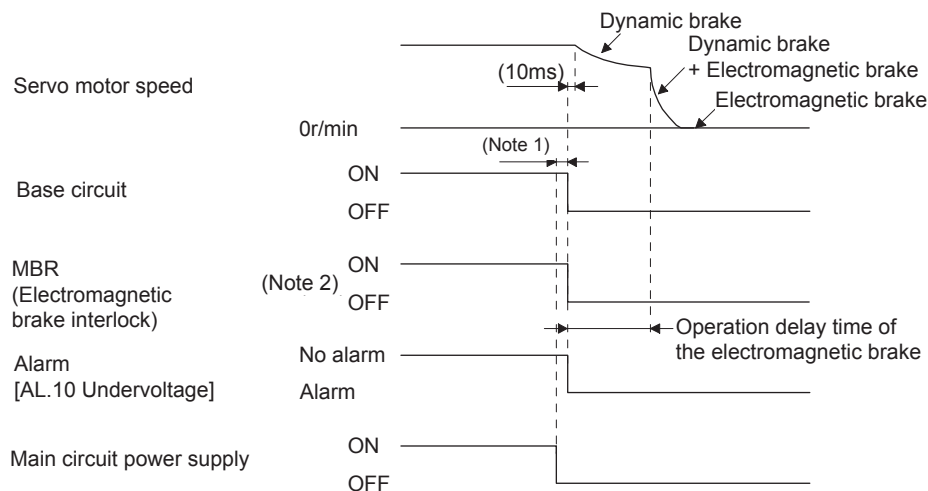 Dynamic brake
Dynamic brake
+ Electromagnetic brake
(10ms)
Servo motor speed
Electromagnetic brake
0r/min
(Note 1)
ON
Base circuit
OFF
MBR
(Electromagnetic
brake interlock)
(Note 2)
ON
OFF
Operation delay time of
the electromagnetic brake
Alarm
[AL.10 Undervoltage]
No alarm
Alarm
ON
Main circuit power supply
OFF